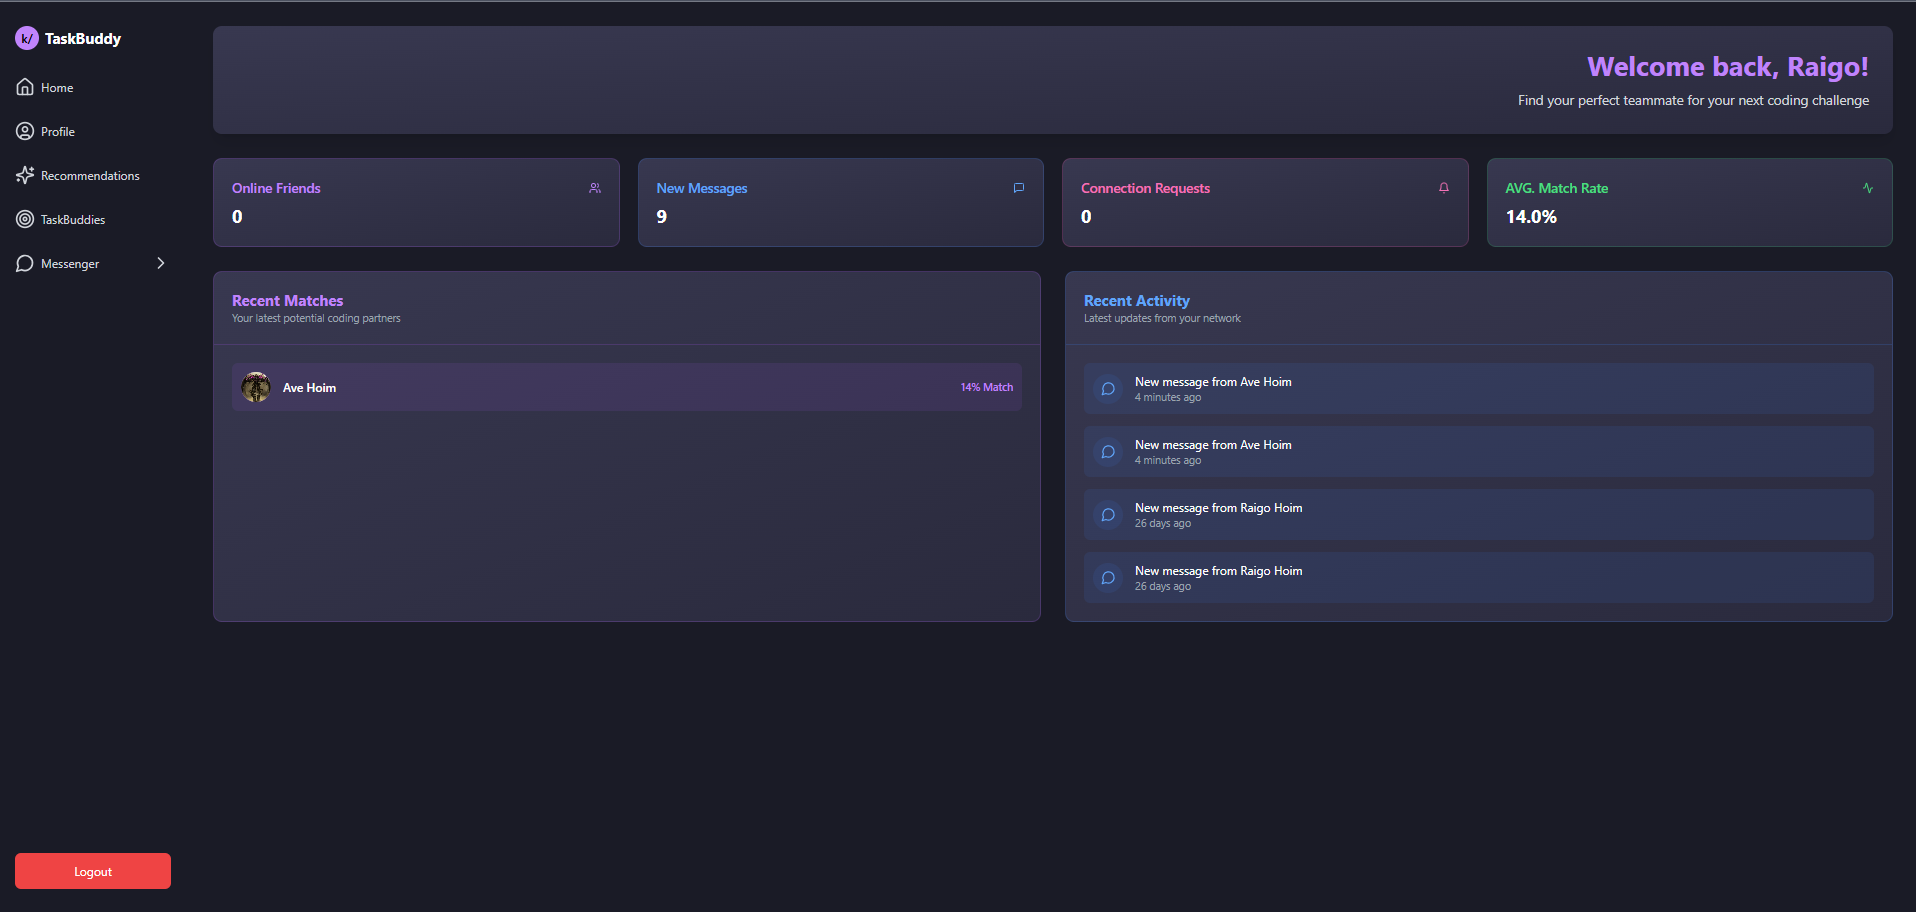 k/ TaskBuddy
Home
Profile
Recommendations
TaskBuddies
Messenger
Logout
Welcome back, Raigo!
Find your perfect teammate for your next coding challenge
Online Friends
0
New Messages
9
Connection Requests
0
AVG. Match Rate
14.0%
Recent Matches
Your latest potential coding partners
Ave Hoim
14% Match
Recent Activity
Latest updates from your network
New message from Ave Hoim
4 minutes ago
New message from Ave Hoim
4 minutes ago
New message from Raigo Hoim
26 days ago
New message from Raigo Hoim
26 days ago